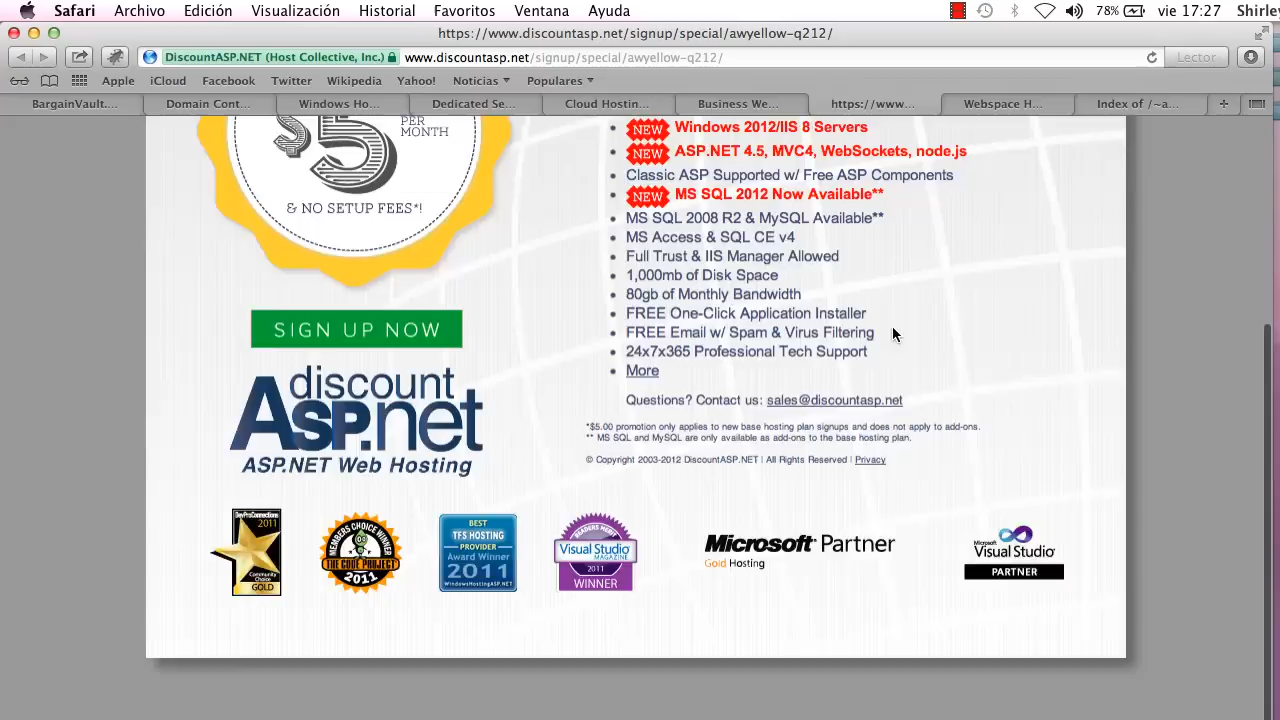 Safari Archivo Edición Visualización Historial Favoritos Ventana Ayuda 78% vie 17:27 Shirley
https://www.discountasp.net/signup/special/awyellow-q212/
DiscountASP.NET (Host Collective, Inc.) www.discountasp.net/signup/special/awyellow-q212/ Lector
Apple iCloud Facebook Twitter Wikipedia Yahoo! Noticias Populares
BargainVault.... Domain Cont... Windows Ho... Dedicated Se... Cloud Hostin... Business We... https://www... Webspace H... Index of /~a... +
$5 PER
MONTH
& NO SETUP FEES*!
SIGN UP NOW
discount
ASP.net
ASP.NET Web Hosting
NEW Windows 2012/IIS 8 Servers
NEW ASP.NET 4.5, MVC4, WebSockets, node.js
Classic ASP Supported w/ Free ASP Components
NEW MS SQL 2012 Now Available**
MS SQL 2008 R2 & MySQL Available**
MS Access & SQL CE v4
Full Trust & IIS Manager Allowed
1,000mb of Disk Space
80gb of Monthly Bandwidth
FREE One-Click Application Installer
FREE Email w/ Spam & Virus Filtering
24x7x365 Professional Tech Support
More
Questions? Contact us: sales@discountasp.net
*$5.00 promotion only applies to new base hosting plan signups and does not apply to add-ons.
** MS SQL and MySQL are only available as add-ons to the base hosting plan.
© Copyright 2003-2012 DiscountASP.NET | All Rights Reserved | Privacy
DevProConnections
2011
Community
Choice
GOLD
MEMBERS CHOICE WINNER
THE CODE PROJECT
2011
BEST
TFS HOSTING
PROVIDER
Award Winner
2011
WindowsHostingASP.NET
READERS MERIT
Visual Studio
MAGAZINE
2011
WINNER
Microsoft Partner
Gold Hosting
Microsoft
Visual Studio
PARTNER